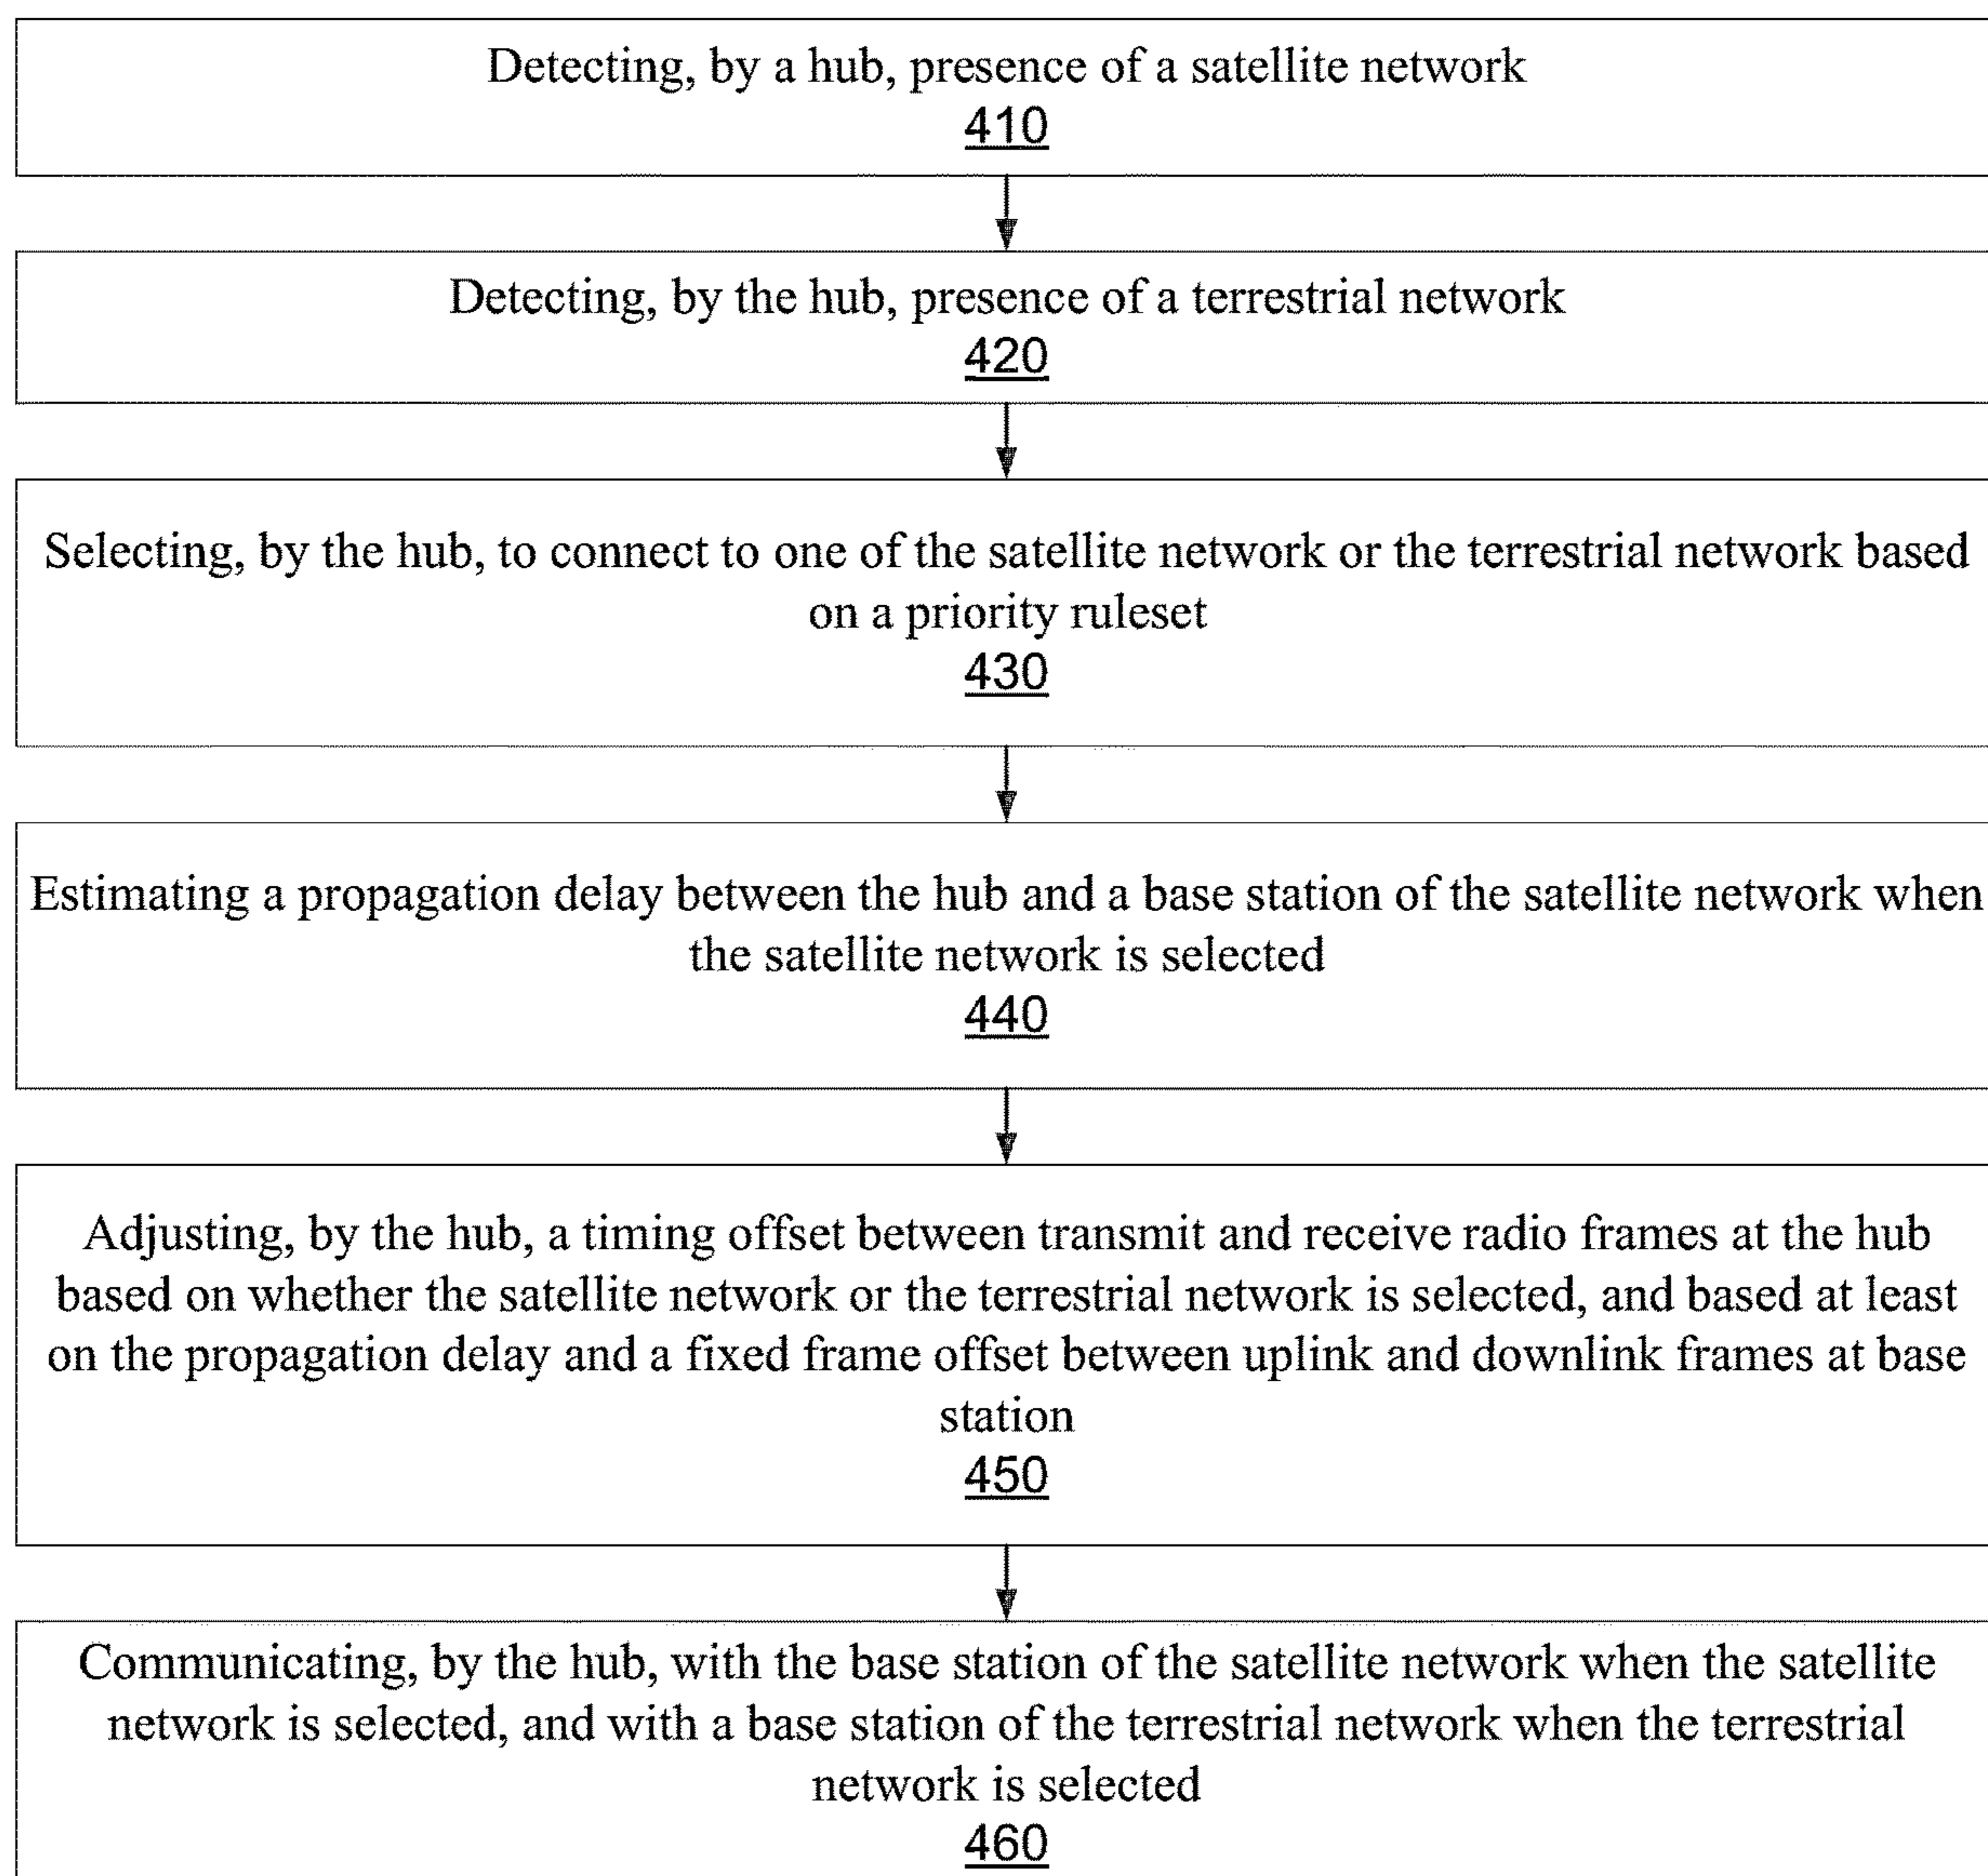 Detecting, by a hub, presence of a satellite network
410
Detecting, by the hub, presence of a terrestrial network
420
Selecting, by the hub, to connect to one of the satellite network or the terrestrial network based
on a priority ruleset
430
Estimating a propagation delay between the hub and a base station of the satellite network when
the satellite network is selected
440
Adjusting, by the hub, a timing offset between transmit and receive radio frames at the hub
based on whether the satellite network or the terrestrial network is selected, and based at least
on the propagation delay and a fixed frame offset between uplink and downlink frames at base
station
450
Communicating, by the hub, with the base station of the satellite network when the satellite
network is selected, and with a base station of the terrestrial network when the terrestrial
network is selected
460